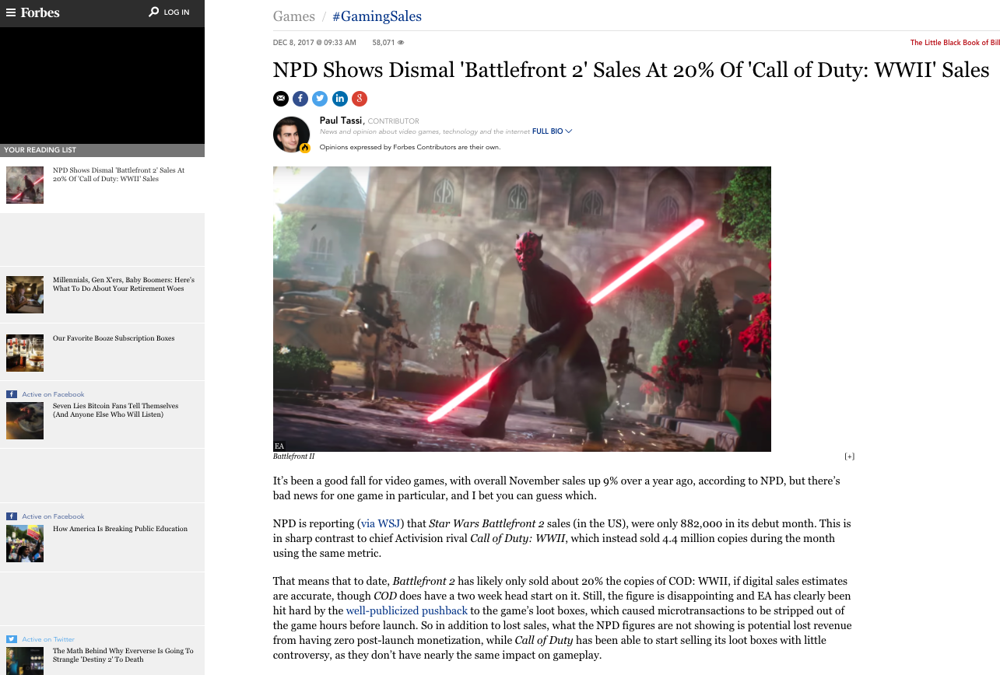 Forbes
LOG IN
YOUR READING LIST
NPD Shows Dismal 'Battlefront 2' Sales At
20% Of 'Call of Duty: WWII' Sales
Millennials, Gen X'ers, Baby Boomers: Here's
What To Do About Your Retirement Woes
Our Favorite Booze Subscription Boxes
Active on Facebook
Seven Lies Bitcoin Fans Tell Themselves
(And Anyone Else Who Will Listen)
Active on Facebook
How America Is Breaking Public Education
Active on Twitter
The Math Behind Why Eververse Is Going To
Strangle 'Destiny 2' To Death
Games / #GamingSales
DEC 8, 2017 @ 09:33 AM 58,071
The Little Black Book of Bill
NPD Shows Dismal 'Battlefront 2' Sales At 20% Of 'Call of Duty: WWII' Sales
Paul Tassi, CONTRIBUTOR
News and opinion about video games, technology and the internet FULL BIO
Opinions expressed by Forbes Contributors are their own.
EA
Battlefront II [+]
It's been a good fall for video games, with overall November sales up 9% over a year ago, according to NPD, but there's
bad news for one game in particular, and I bet you can guess which.
NPD is reporting (via WSJ) that Star Wars Battlefront 2 sales (in the US), were only 882,000 in its debut month. This is
in sharp contrast to chief Activision rival Call of Duty: WWII, which instead sold 4.4 million copies during the month
using the same metric.
That means that to date, Battlefront 2 has likely only sold about 20% the copies of COD: WWII, if digital sales estimates
are accurate, though COD does have a two week head start on it. Still, the figure is disappointing and EA has clearly been
hit hard by the well-publicized pushback to the game's loot boxes, which caused microtransactions to be stripped out of
the game hours before launch. So in addition to lost sales, what the NPD figures are not showing is potential lost revenue
from having zero post-launch monetization, while Call of Duty has been able to start selling its loot boxes with little
controversy, as they don't have nearly the same impact on gameplay.